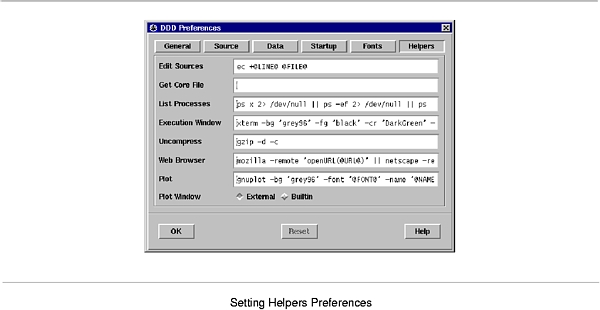 DDD Preferences
General Source Data Startup Fonts Helpers
Edit Sources ec +@LINE@ @FILE@
Get Core File
List Processes ps x 2> /dev/null || ps -ef 2> /dev/null || ps
Execution Window xterm -bg 'grey96' -fg 'black' -cr 'DarkGreen' -
Uncompress gzip -d -c
Web Browser mozilla -remote 'openURL(@URL@)' || netscape -re
Plot gnuplot -bg 'grey96' -font '@FONT@' -name '@NAME
Plot Window External Builtin
OK Reset Help
Setting Helpers Preferences